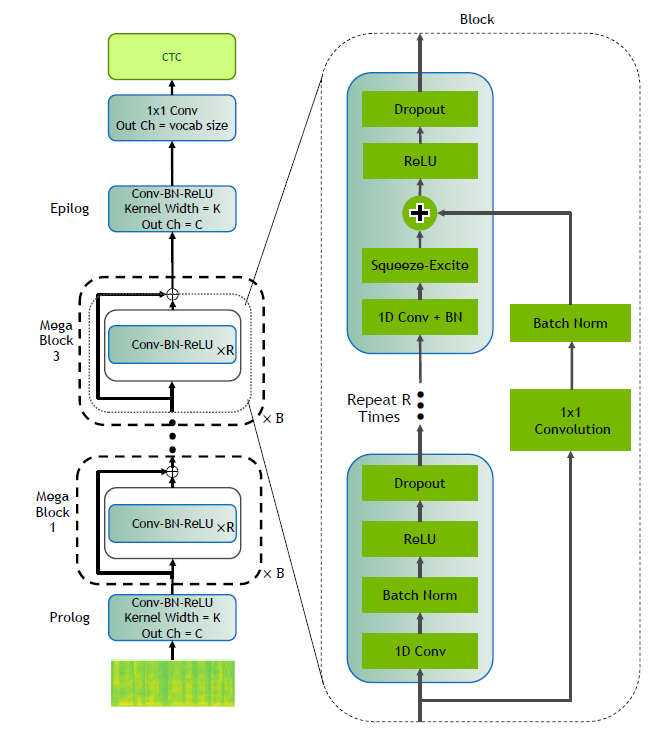 CTC
1x1 Conv
Out Ch = vocab size
Epilog
Conv-BN-ReLU
Kernel Width = K
Out Ch = C
Mega
Block
3
Conv-BN-ReLU
×R
× B
Mega
Block
1
Conv-BN-ReLU
×R
× B
Prolog
Conv-BN-ReLU
Kernel Width = K
Out Ch = C
Block
Dropout
ReLU
+
Squeeze-Excite
1D Conv + BN
Batch Norm
1x1
Convolution
Repeat R
Times
Dropout
ReLU
Batch Norm
1D Conv